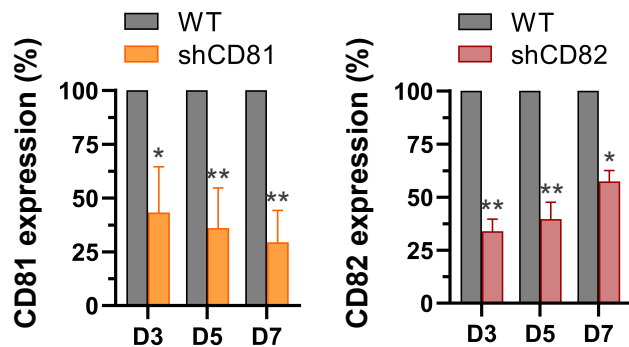 WT
shCD81
CD81 expression (%)
100
75
50
25
0
*
**
**
D3 D5 D7
WT
shCD82
CD82 expression (%)
100
75
50
25
0
**
**
*
D3 D5 D7